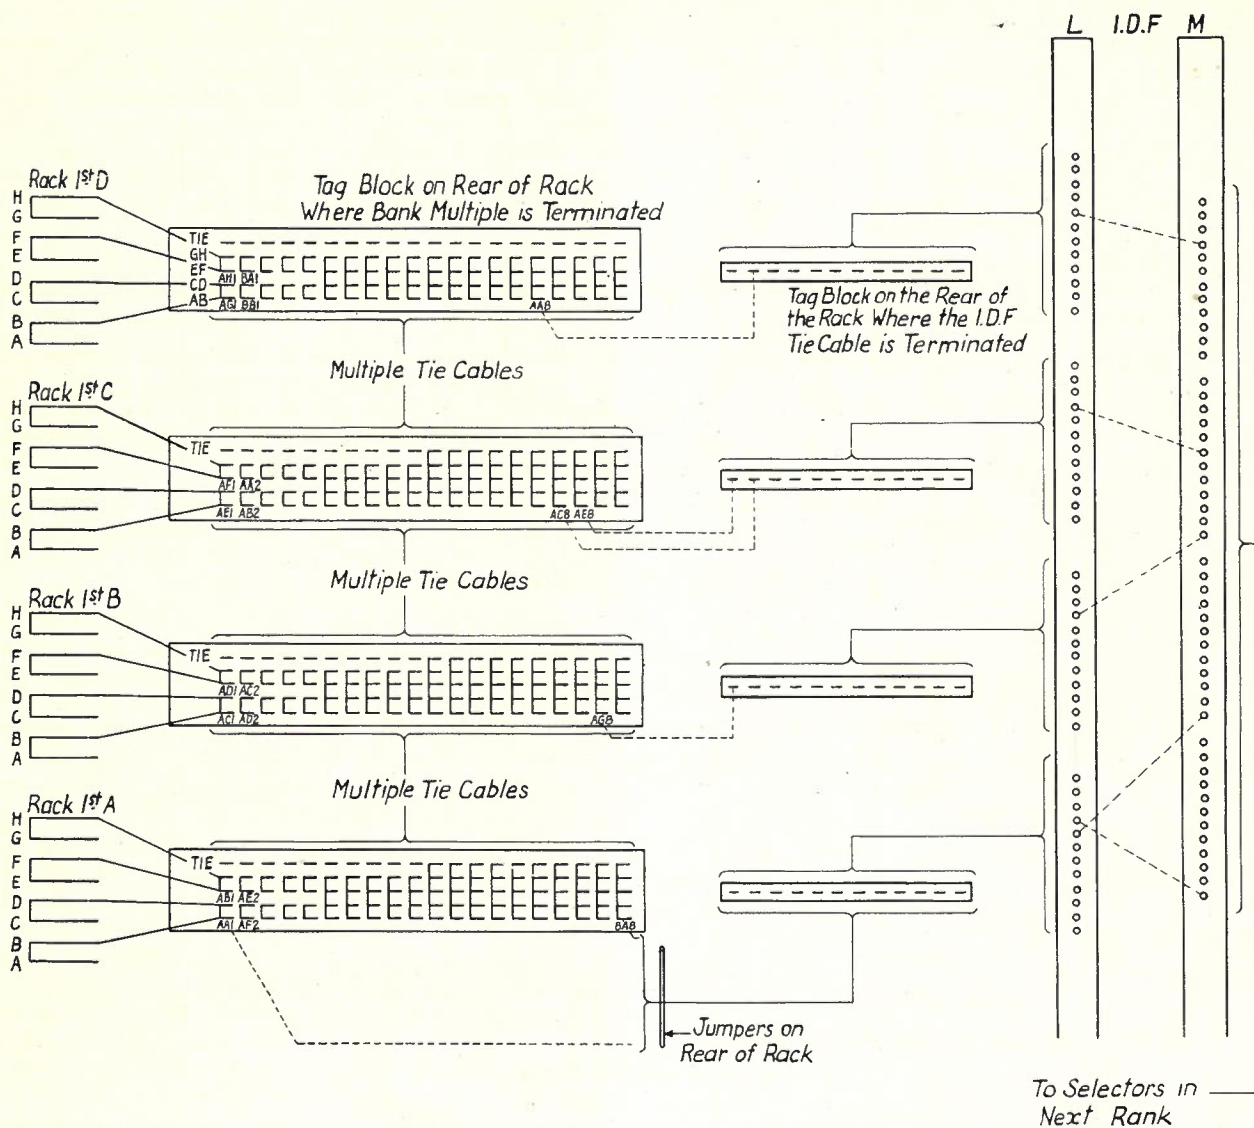 L I.D.F M
Rack 1st D
H
G
F
E
D
C
B
A
Tag Block on Rear of Rack
Where Bank Multiple is Terminated
TIE
GH
EF
AH1 BA1
CD
AB
AG1 BB1
AA8
Tag Block on the Rear of
the Rack Where the I.D.F
Tie Cable is Terminated
Multiple Tie Cables
Rack 1st C
H
G
F
E
D
C
B
A
TIE
AF1 AA2
AE1 AB2
AC8 AE8
Multiple Tie Cables
Rack 1st B
H
G
F
E
D
C
B
A
TIE
AD1 AC2
AC1 AD2
AG8
Multiple Tie Cables
Rack 1st A
H
G
F
E
D
C
B
A
TIE
AB1 AE2
AA1 AF2
BA8
Jumpers on
Rear of Rack
To Selectors in
Next Rank